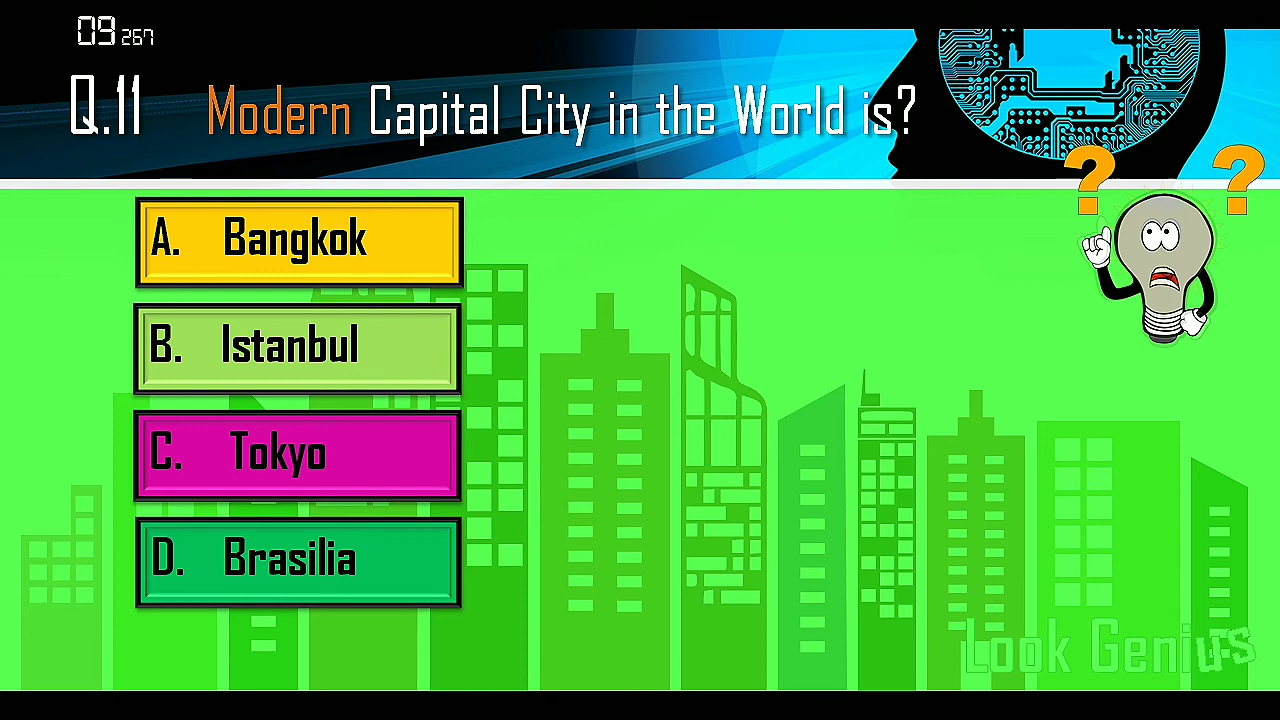 09 267
Q.11 Modern Capital City in the World is?
? ?
A. Bangkok
B. Istanbul
C. Tokyo
D. Brasilia
Look Genius